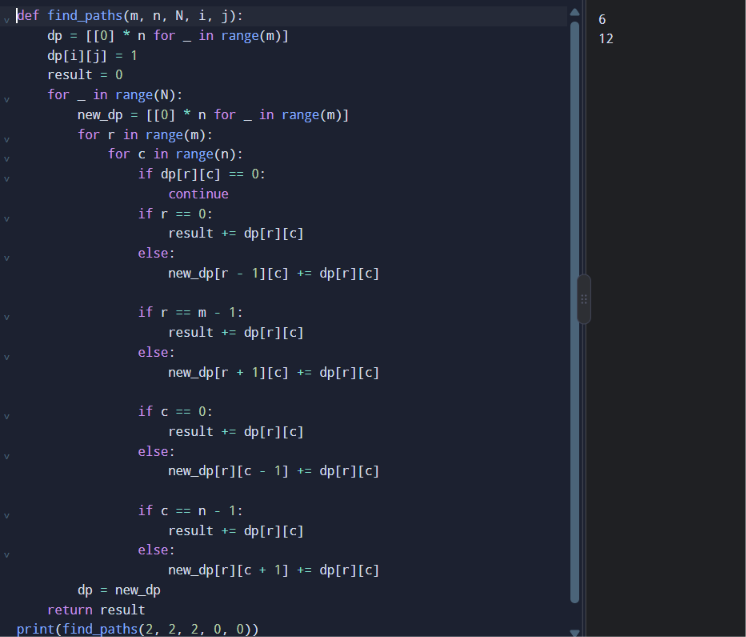 def find_paths(m, n, N, i, j):
    dp = [[0] * n for _ in range(m)]
    dp[i][j] = 1
    result = 0
    for _ in range(N):
        new_dp = [[0] * n for _ in range(m)]
        for r in range(m):
            for c in range(n):
                if dp[r][c] == 0:
                    continue
                if r == 0:
                    result += dp[r][c]
                else:
                    new_dp[r - 1][c] += dp[r][c]

                if r == m - 1:
                    result += dp[r][c]
                else:
                    new_dp[r + 1][c] += dp[r][c]

                if c == 0:
                    result += dp[r][c]
                else:
                    new_dp[r][c - 1] += dp[r][c]

                if c == n - 1:
                    result += dp[r][c]
                else:
                    new_dp[r][c + 1] += dp[r][c]
        dp = new_dp
    return result
print(find_paths(2, 2, 2, 0, 0))
6
12